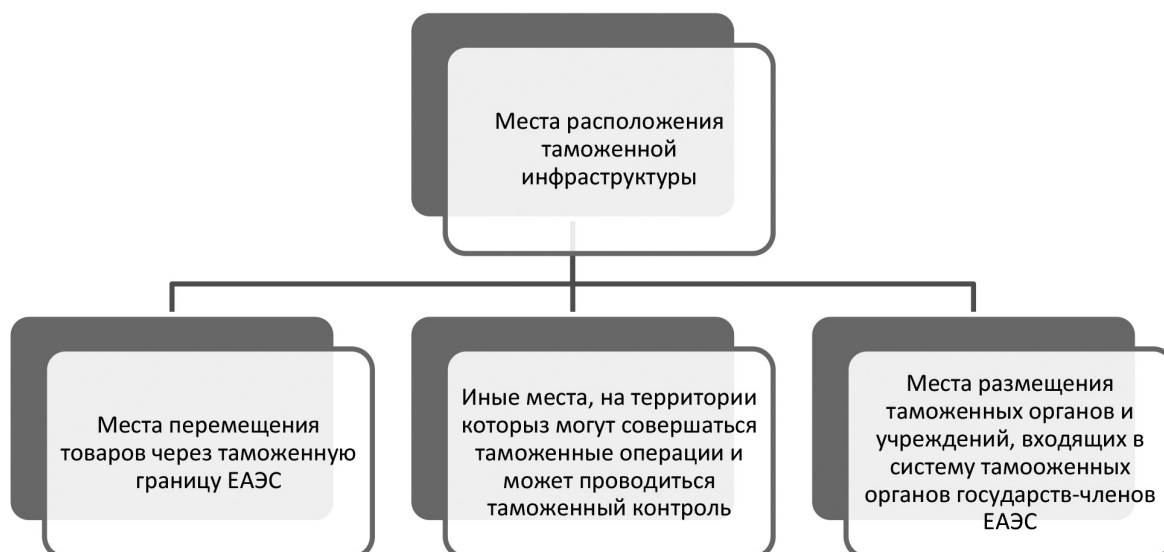 Места расположения
таможенной
инфраструктуры
Места перемещения
товаров через таможенную
границу ЕАЭС
Иные места, на территории
которыз могут совершаться
таможенные операции и
может проводиться
таможенный контроль
Места размещения
таможенных органов и
учреждений, входящих в
систему тамооженных
органов государств-членов
ЕАЭС